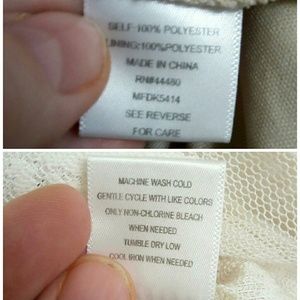 SELF:100% POLYESTER
LINING:100%POLYESTER
MADE IN CHINA
RN#44480
MFDK5414
SEE REVERSE
FOR CARE
MACHINE WASH COLD
GENTLE CYCLE WITH LIKE COLORS
ONLY NON-CHLORINE BLEACH
WHEN NEEDED
TUMBLE DRY LOW
COOL IRON WHEN NEEDED